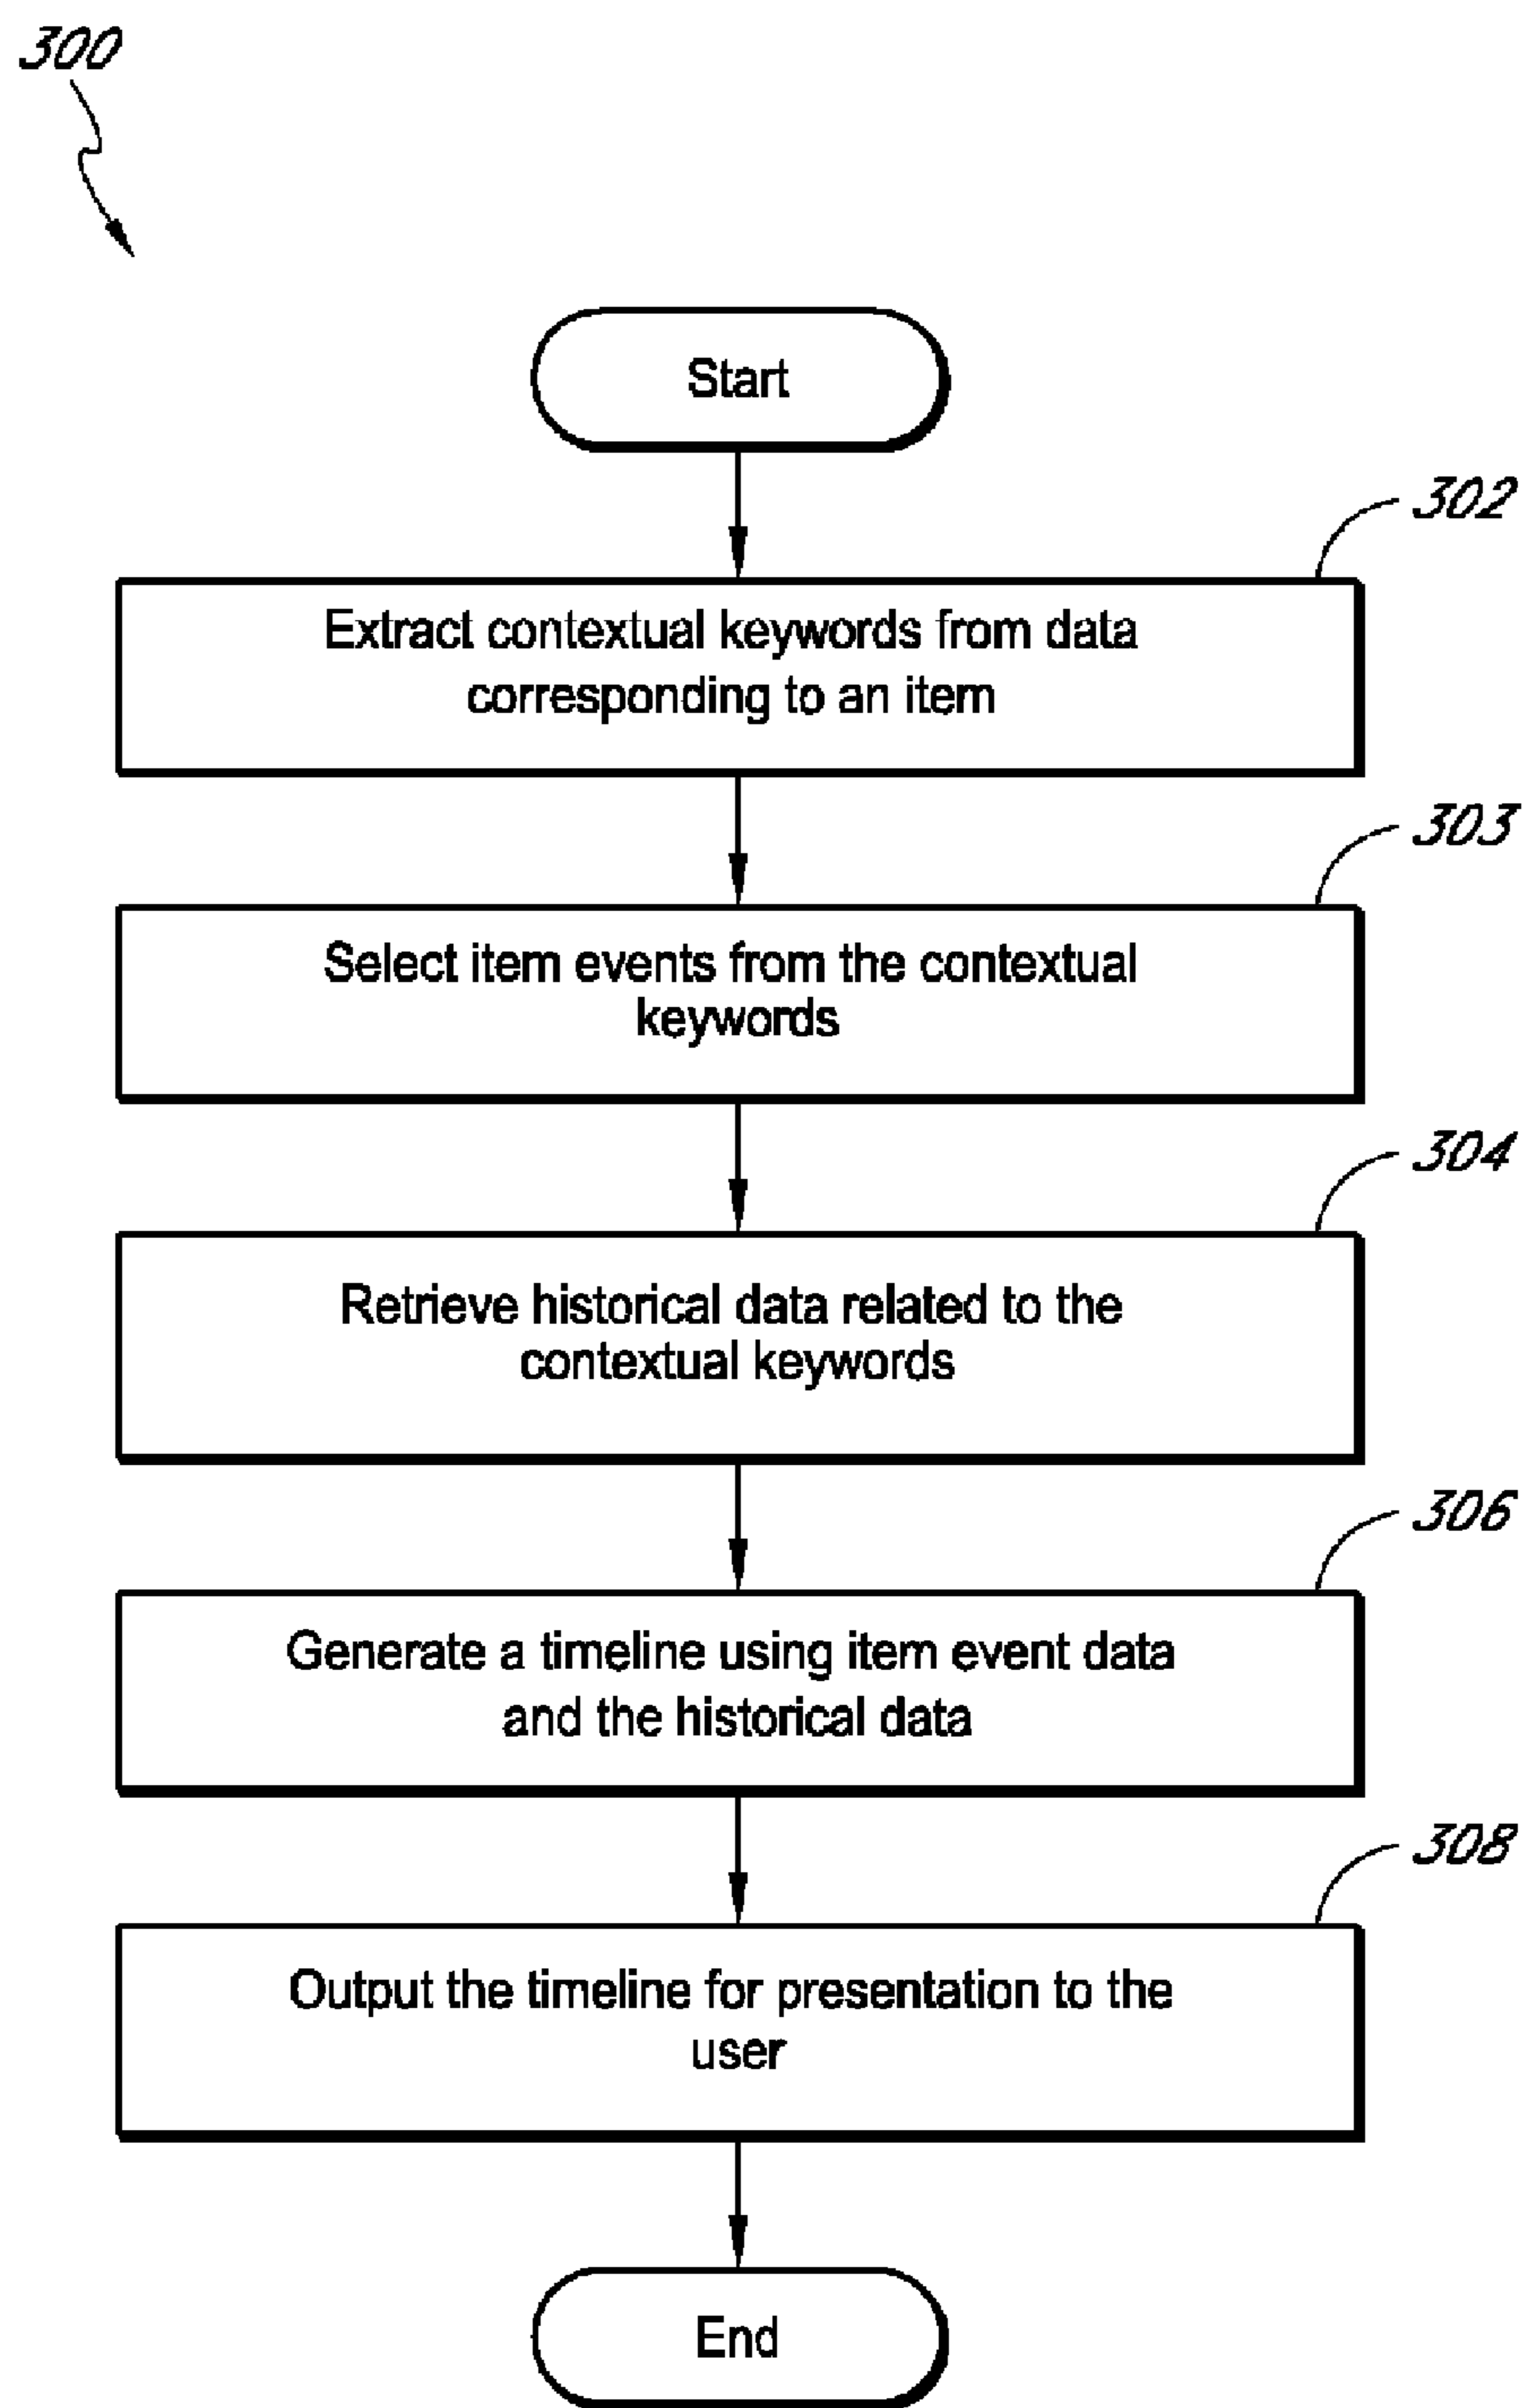 300
Start
302
Extract contextual keywords from data
corresponding to an item
303
Select item events from the contextual
keywords
304
Retrieve historical data related to the
contextual keywords
306
Generate a timeline using item event data
and the historical data
308
Output the timeline for presentation to the
user
End